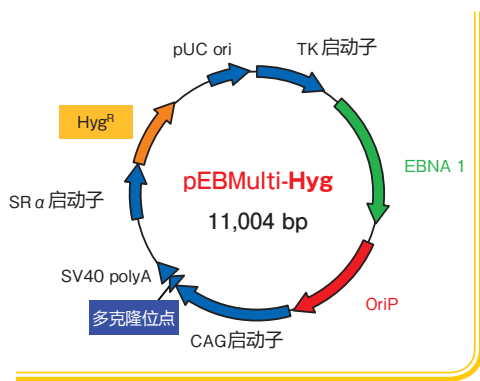 pUC ori
TK启动子
Hygᴿ
EBNA 1
pEBMulti-Hyg
11,004 bp
SRα启动子
SV40 polyA
多克隆位点
OriP
CAG启动子